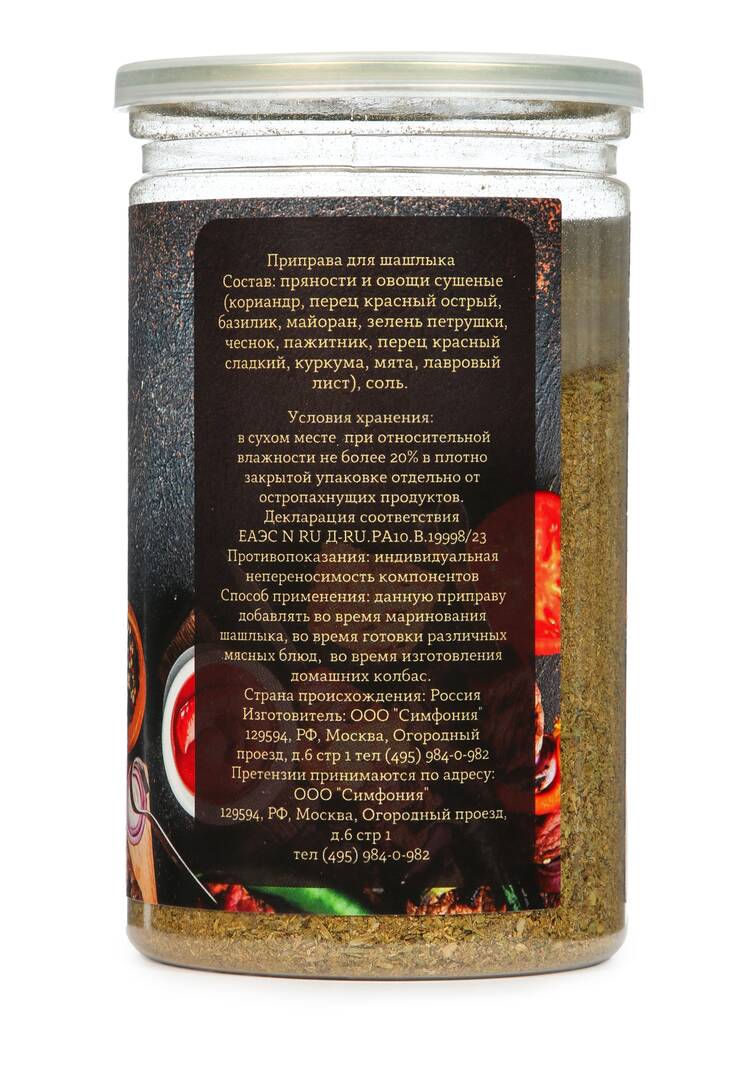 Приправа для шашлыка
Состав: пряности и овощи сушеные
(кориандр, перец красный острый,
базилик, майоран, зелень петрушки,
чеснок, пажитник, перец красный
сладкий, куркума, мята, лавровый
лист), соль.
Условия хранения:
в сухом месте при относительной
влажности не более 20% в плотно
закрытой упаковке отдельно от
остропахнущих продуктов.
Декларация соответствия
ЕАЭС N RU Д-RU.РА10.В.19998/23
Противопоказания: индивидуальная
непереносимость компонентов
Способ применения: данную приправу
добавлять во время маринования
шашлыка, во время готовки различных
мясных блюд, во время изготовления
домашних колбас.
Страна происхождения: Россия
Изготовитель: ООО "Симфония"
129594, РФ, Москва, Огородный
проезд, д.6 стр 1 тел (495) 984-0-982
Претензии принимаются по адресу:
ООО "Симфония"
129594, РФ, Москва, Огородный проезд,
д.6 стр 1
тел (495) 984-0-982